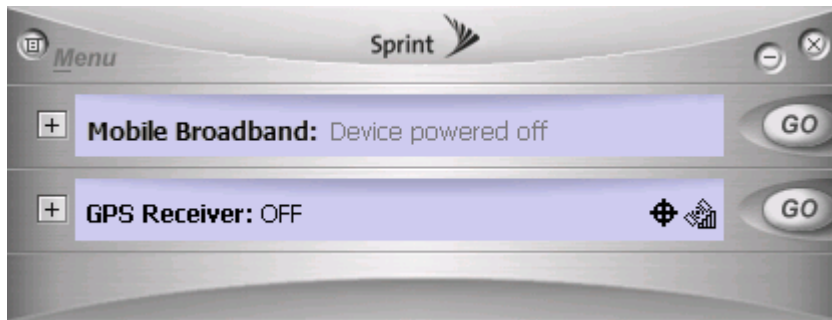 Sprint
Menu
Mobile Broadband: Device powered off
GO
GPS Receiver: OFF
GO